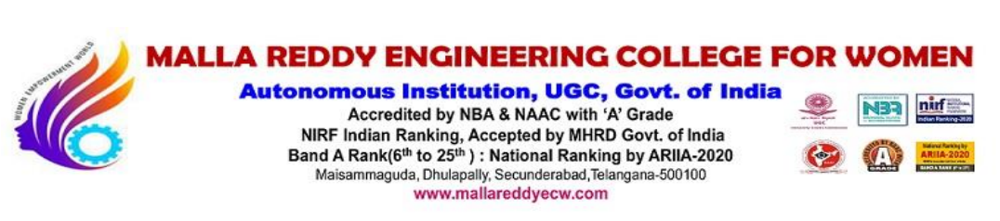 WOMEN EMPOWERMENT WORLD
MALLA REDDY ENGINEERING COLLEGE FOR WOMEN
Autonomous Institution, UGC, Govt. of India
Accredited by NBA & NAAC with ‘A’ Grade
NIRF Indian Ranking, Accepted by MHRD Govt. of India
Band A Rank(6th to 25th ) : National Ranking by ARIIA-2020
Maisammaguda, Dhulapally, Secunderabad,Telangana-500100
www.mallareddyecw.com
UGC
NBA
nirf
Indian Ranking-2020
A
GRADE
National Ranking by
ARIIA-2020